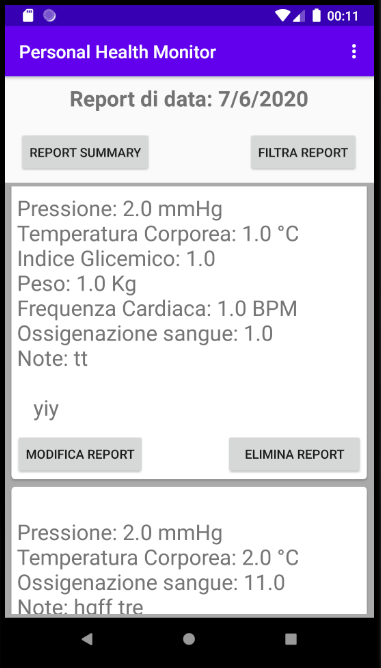 00:11
Personal Health Monitor
Report di data: 7/6/2020
REPORT SUMMARY
FILTRA REPORT
Pressione: 2.0 mmHg
Temperatura Corporea: 1.0 °C
Indice Glicemico: 1.0
Peso: 1.0 Kg
Frequenza Cardiaca: 1.0 BPM
Ossigenazione sangue: 1.0
Note: tt
yiy
MODIFICA REPORT
ELIMINA REPORT
Pressione: 2.0 mmHg
Temperatura Corporea: 2.0 °C
Ossigenazione sangue: 11.0
Note: hgff tre